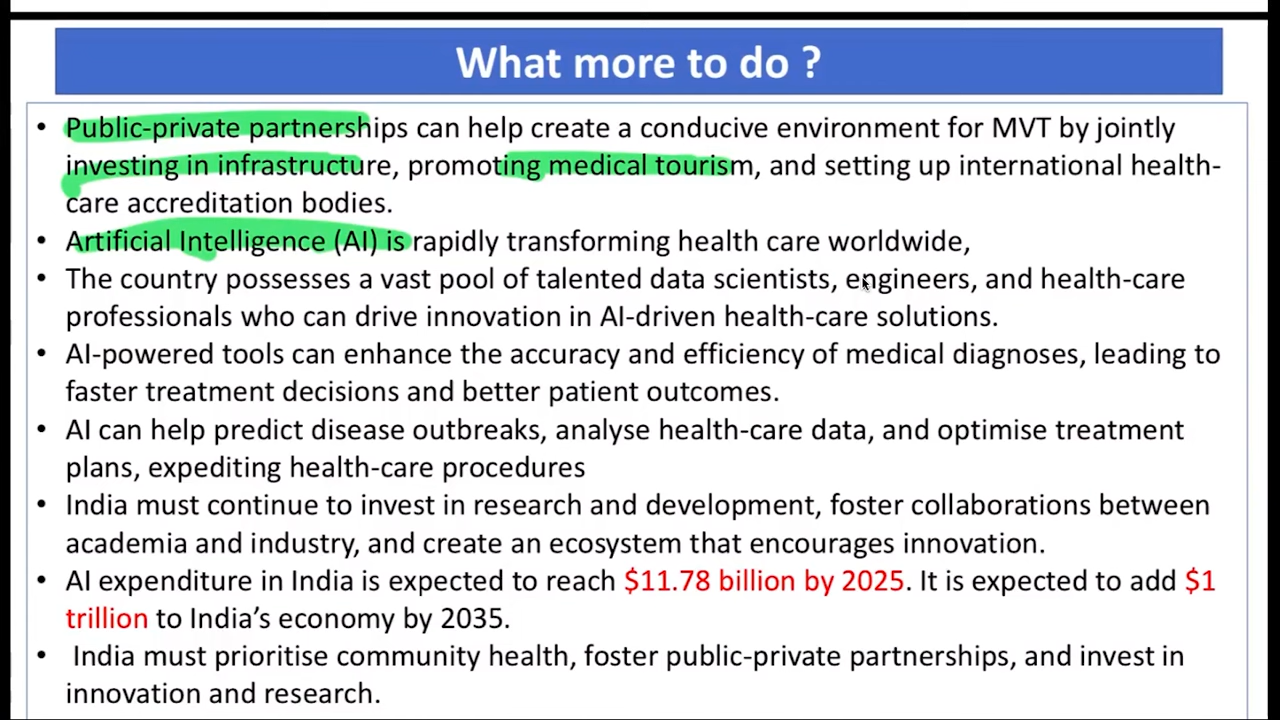 What more to do ?
• Public-private partnerships can help create a conducive environment for MVT by jointly
investing in infrastructure, promoting medical tourism, and setting up international health-
care accreditation bodies.
• Artificial Intelligence (AI) is rapidly transforming health care worldwide,
• The country possesses a vast pool of talented data scientists, engineers, and health-care
professionals who can drive innovation in AI-driven health-care solutions.
• AI-powered tools can enhance the accuracy and efficiency of medical diagnoses, leading to
faster treatment decisions and better patient outcomes.
• AI can help predict disease outbreaks, analyse health-care data, and optimise treatment
plans, expediting health-care procedures
• India must continue to invest in research and development, foster collaborations between
academia and industry, and create an ecosystem that encourages innovation.
• AI expenditure in India is expected to reach $11.78 billion by 2025. It is expected to add $1
trillion to India’s economy by 2035.
• India must prioritise community health, foster public-private partnerships, and invest in
innovation and research.